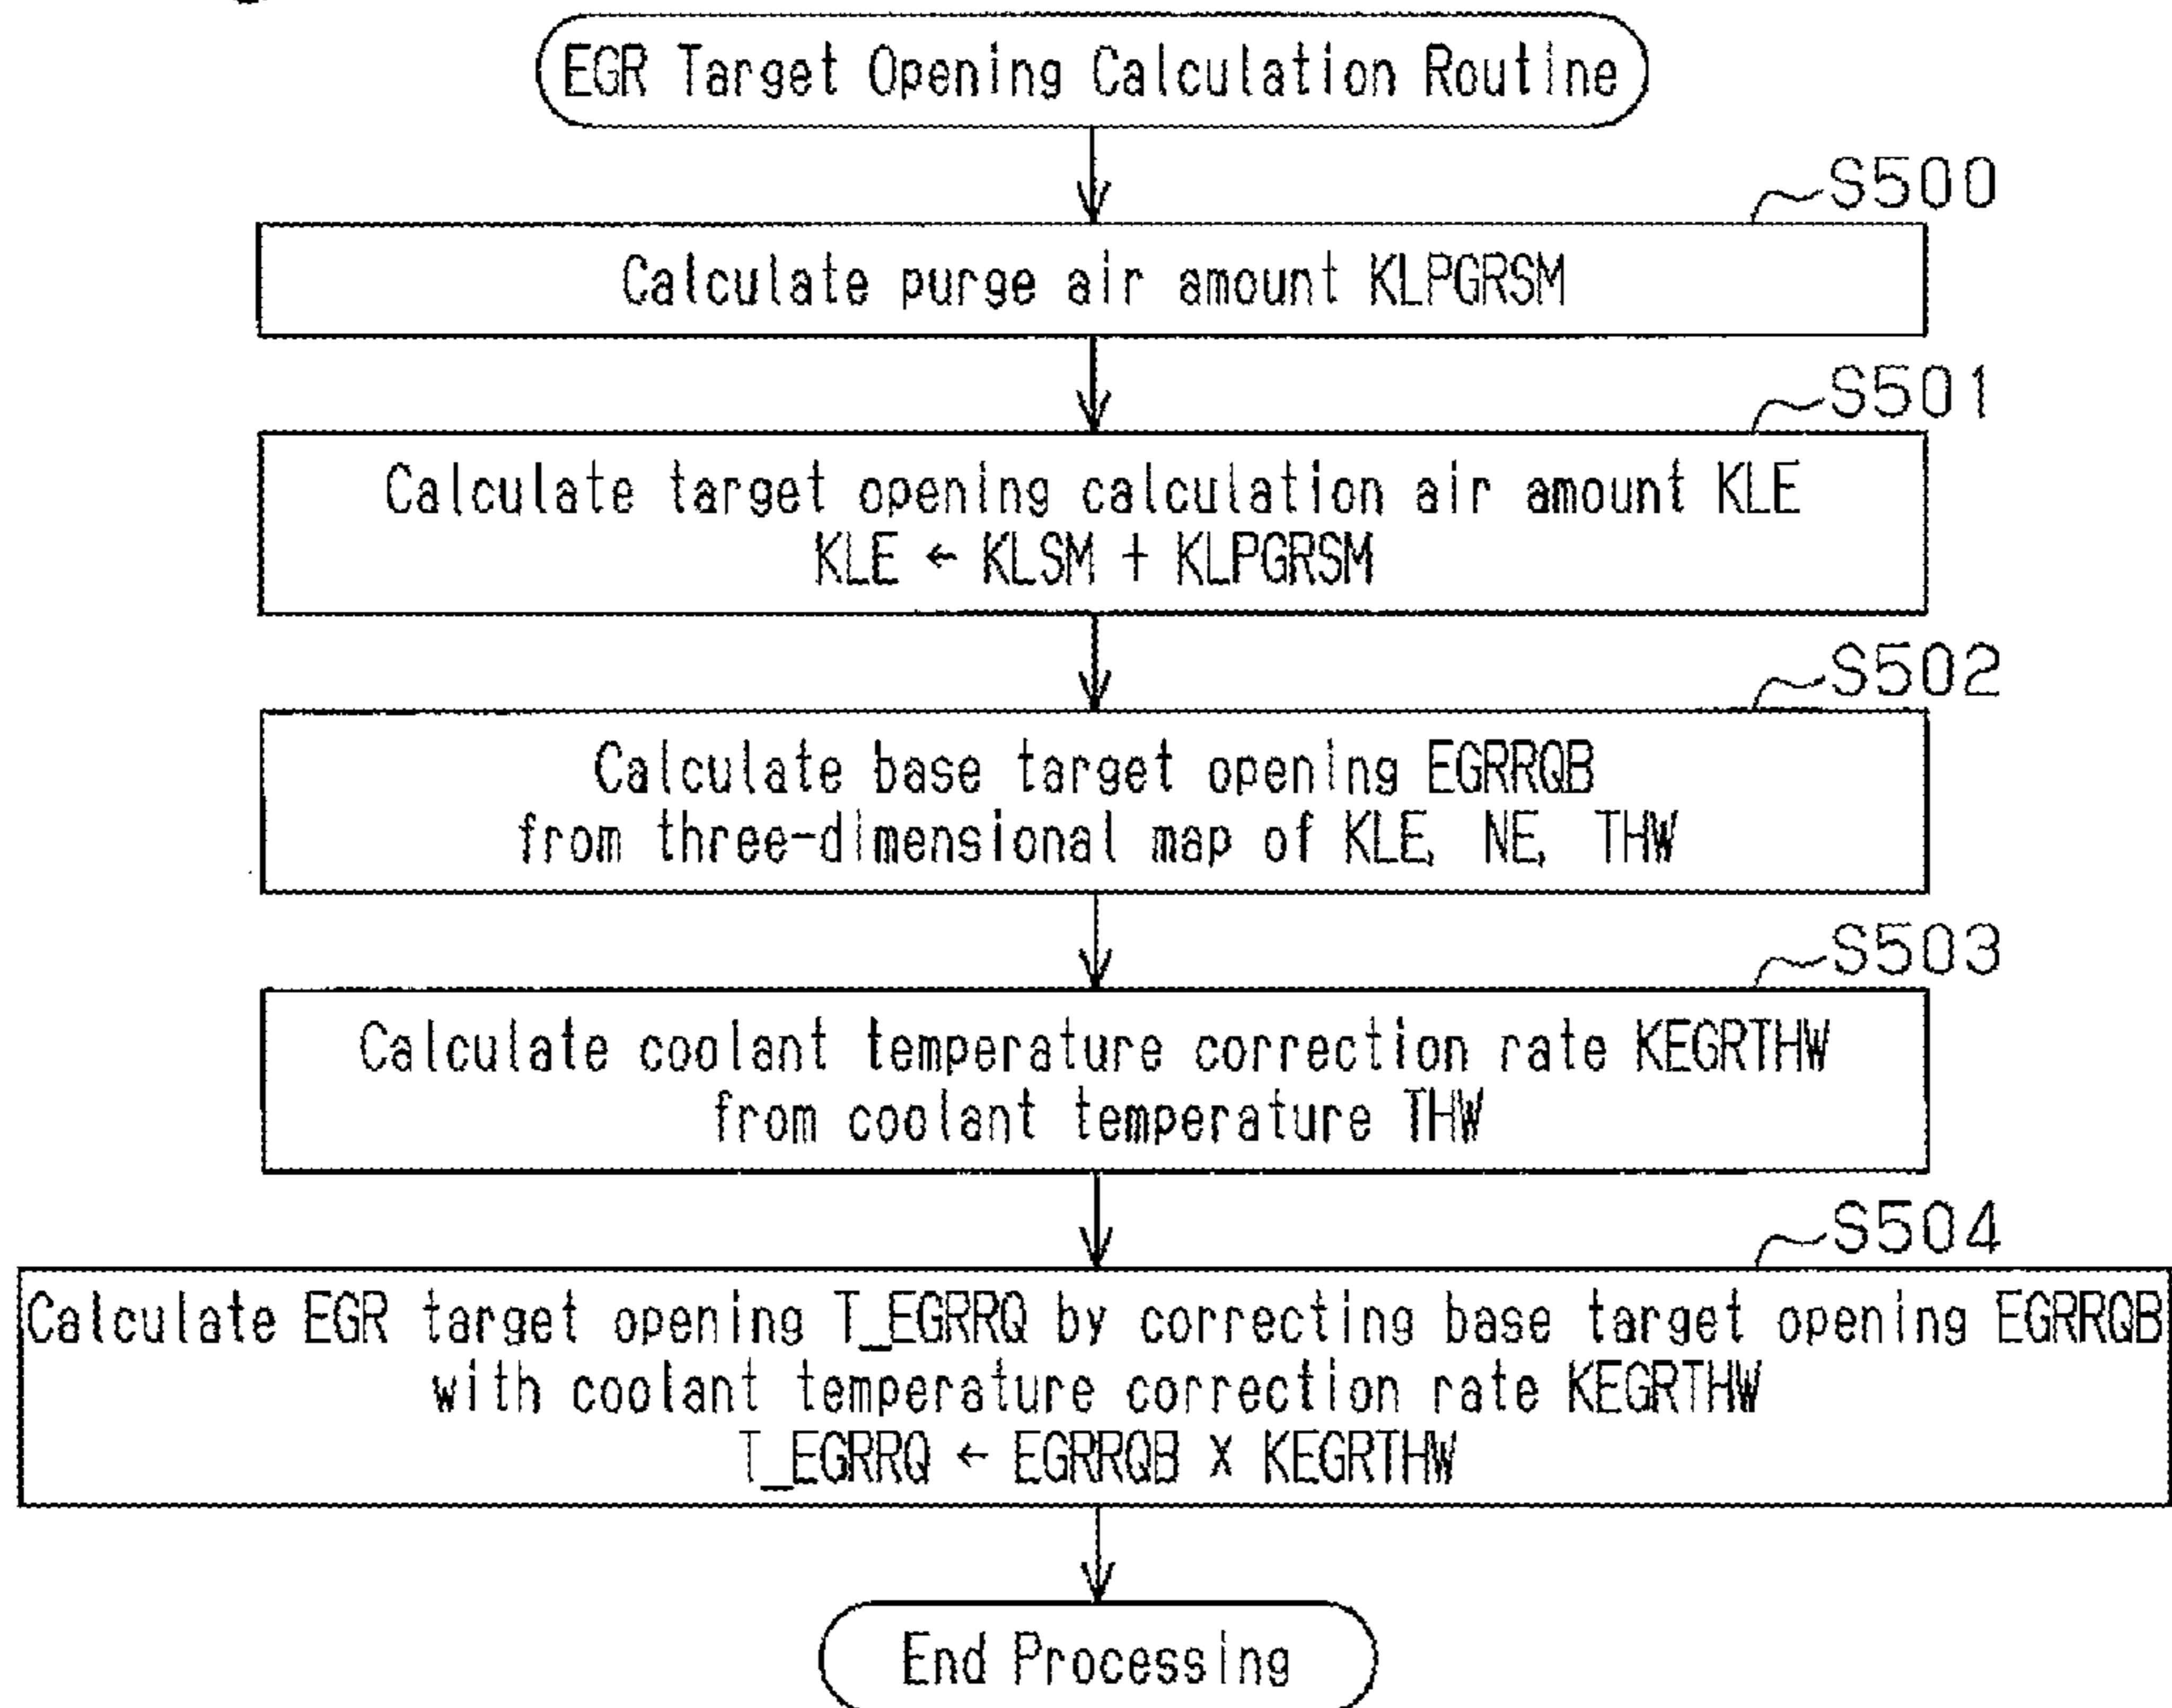 EGR Target Opening Calculation Routine
S500
Calculate purge air amount KLPGRSM
S501
Calculate target opening calculation air amount KLE
KLE ← KLSM + KLPGRSM
S502
Calculate base target opening EGRRQB
from three-dimensional map of KLE, NE, THW
S503
Calculate coolant temperature correction rate KEGRTHW
from coolant temperature THW
S504
Calculate EGR target opening T_EGRRQ by correcting base target opening EGRRQB
with coolant temperature correction rate KEGRTHW
T_EGRRQ ← EGRRQB x KEGRTHW
End Processing